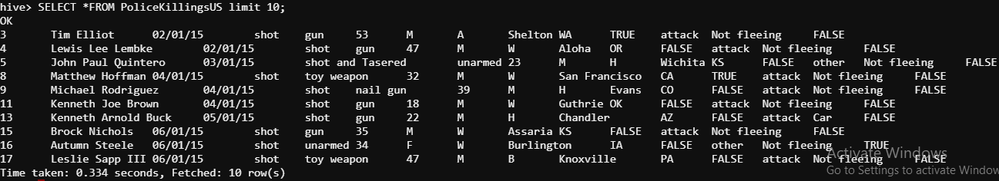 hive> SELECT *FROM PoliceKillingsUS limit 10;
OK
3 Tim Elliot 02/01/15 shot gun 53 M A Shelton WA TRUE attack Not fleeing FALSE
4 Lewis Lee Lembke 02/01/15 shot gun 47 M W Aloha OR FALSE attack Not fleeing FALSE
5 John Paul Quintero 03/01/15 shot and Tasered unarmed 23 M H Wichita KS FALSE other Not fleeing FALSE
8 Matthew Hoffman 04/01/15 shot toy weapon 32 M W San Francisco CA TRUE attack Not fleeing FALSE
9 Michael Rodriguez 04/01/15 shot nail gun 39 M H Evans CO FALSE attack Not fleeing FALSE
11 Kenneth Joe Brown 04/01/15 shot gun 18 M W Guthrie OK FALSE attack Not fleeing FALSE
13 Kenneth Arnold Buck 05/01/15 shot gun 22 M H Chandler AZ FALSE attack Car FALSE
15 Brock Nichols 06/01/15 shot gun 35 M W Assaria KS FALSE attack Not fleeing FALSE
16 Autumn Steele 06/01/15 shot unarmed 34 F W Burlington IA FALSE other Not fleeing TRUE
17 Leslie Sapp III 06/01/15 shot toy weapon 47 M B Knoxville PA FALSE attack Not fleeing FALSE
Time taken: 0.334 seconds, Fetched: 10 row(s)
Activate Windows
Go to Settings to activate Window